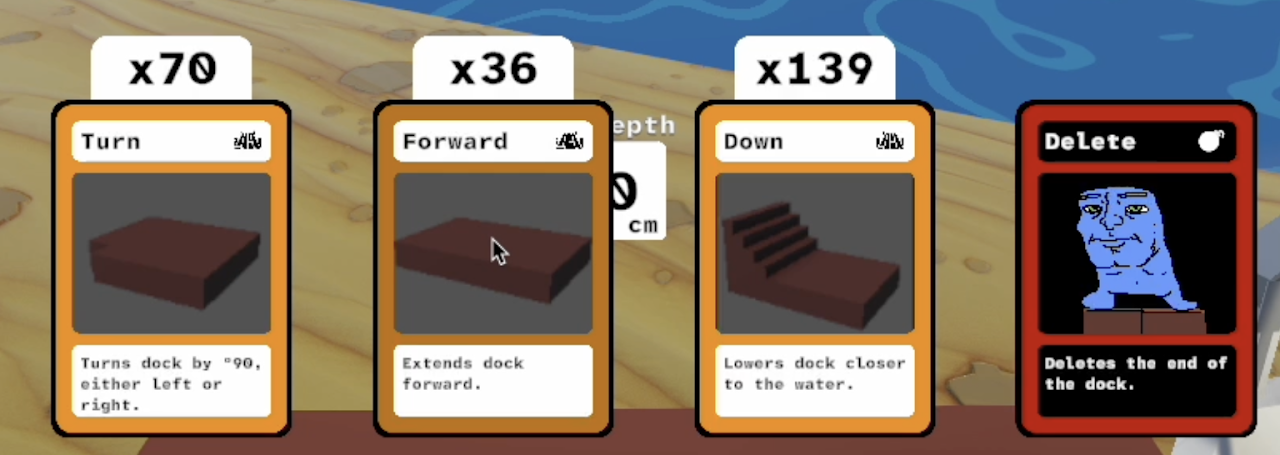 x70
x36
x139
Turn
Forward
Down
Delete
epth
0
cm
Turns dock by °90,
either left or
right.
Extends dock
forward.
Lowers dock closer
to the water.
Deletes the end of
the dock.